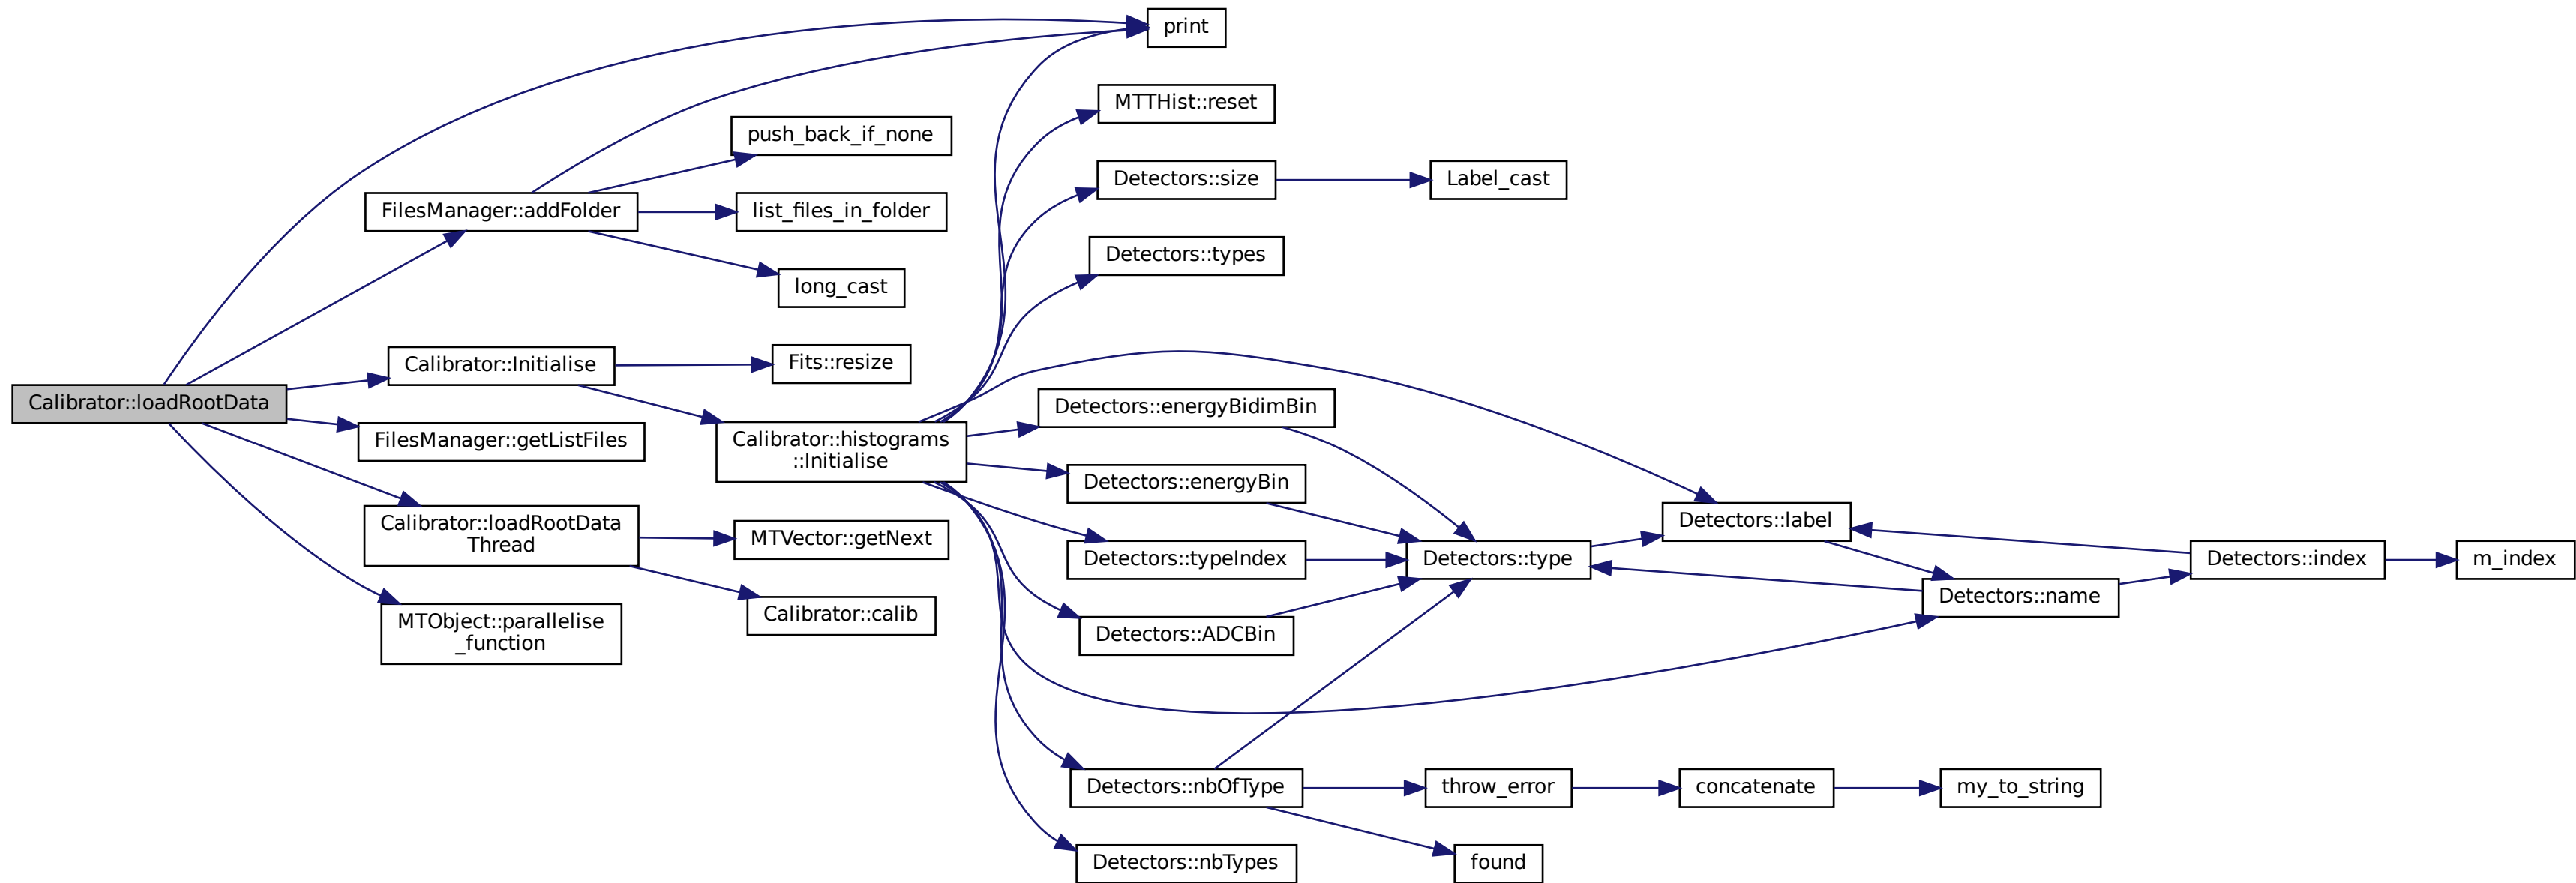 print
MTTHist::reset
push_back_if_none
Detectors::size
Label_cast
FilesManager::addFolder
list_files_in_folder
Detectors::types
long_cast
Calibrator::Initialise
Fits::resize
Calibrator::loadRootData
Detectors::energyBidimBin
FilesManager::getListFiles
Calibrator::histograms
::Initialise
Detectors::energyBin
Detectors::label
Calibrator::loadRootData
Thread
MTVector::getNext
Detectors::typeIndex
Detectors::type
Detectors::index
m_index
Detectors::name
MTObject::parallelise
_function
Calibrator::calib
Detectors::ADCBin
Detectors::nbOfType
throw_error
concatenate
my_to_string
Detectors::nbTypes
found